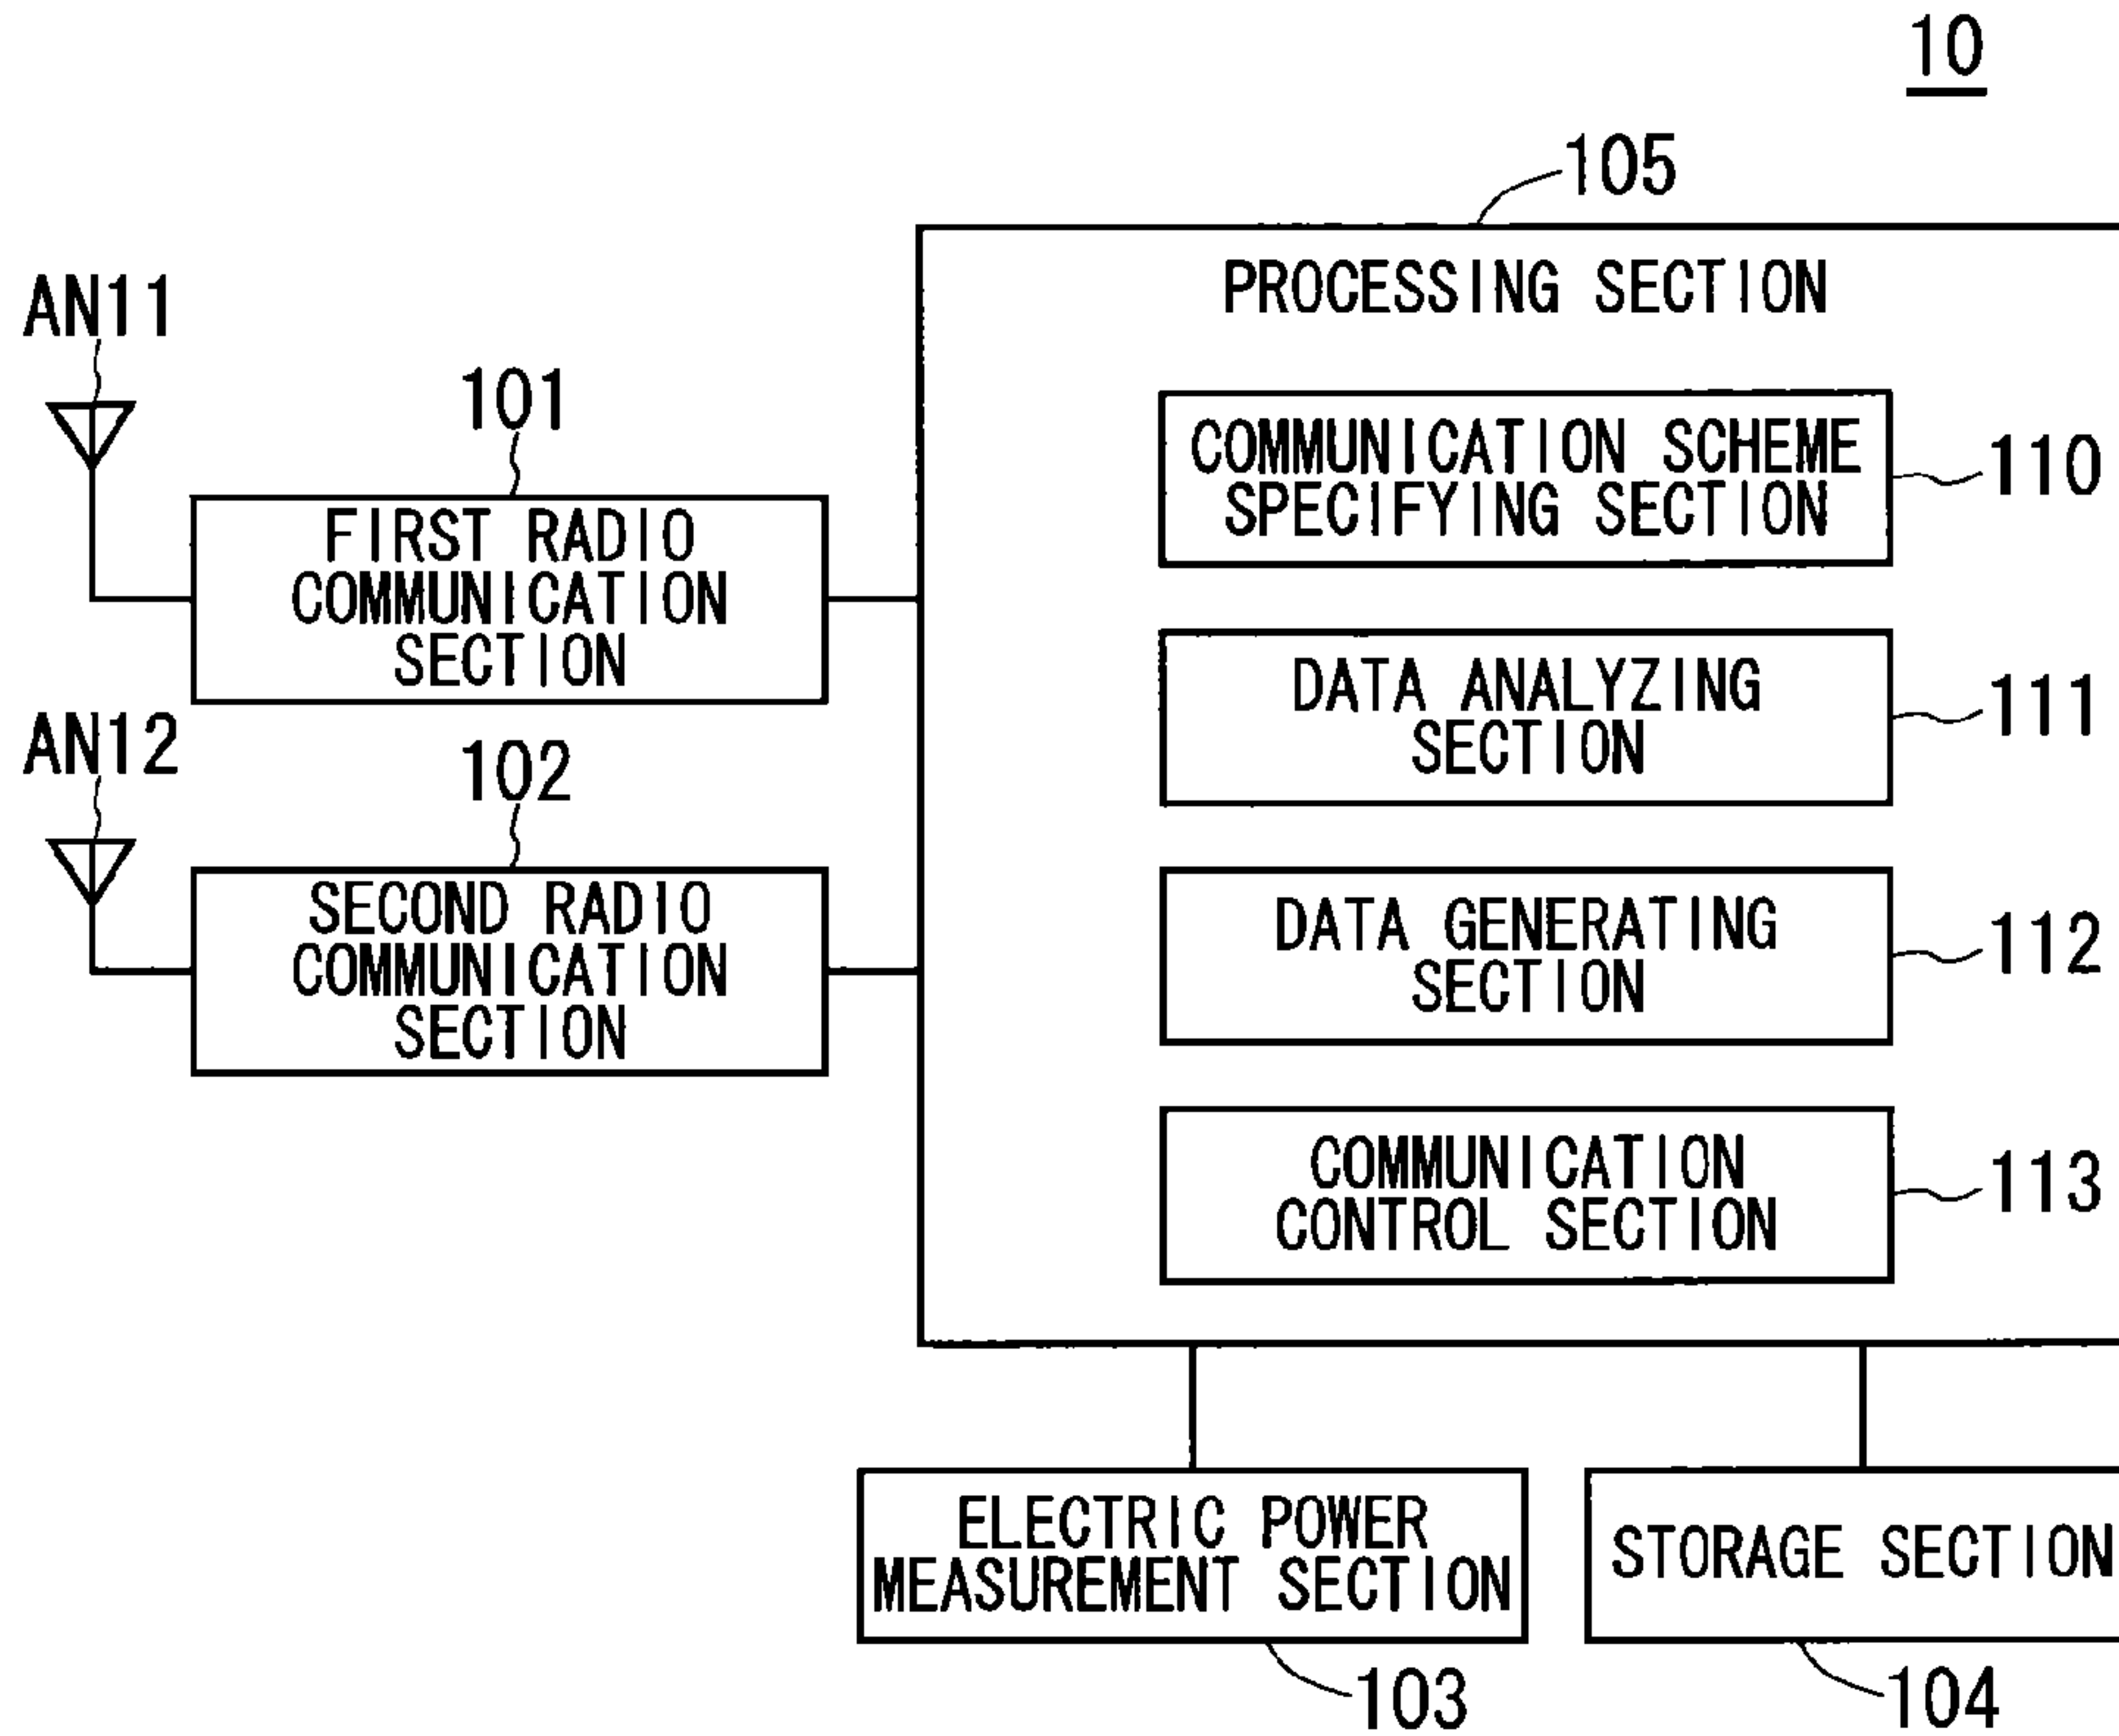 10
105
PROCESSING SECTION
AN11
101
FIRST RADIO
COMMUNICATION
SECTION
COMMUNICATION SCHEME
SPECIFYING SECTION
110
DATA ANALYZING
SECTION
111
AN12
102
SECOND RADIO
COMMUNICATION
SECTION
DATA GENERATING
SECTION
112
COMMUNICATION
CONTROL SECTION
113
ELECTRIC POWER
MEASUREMENT SECTION
103
STORAGE SECTION
104